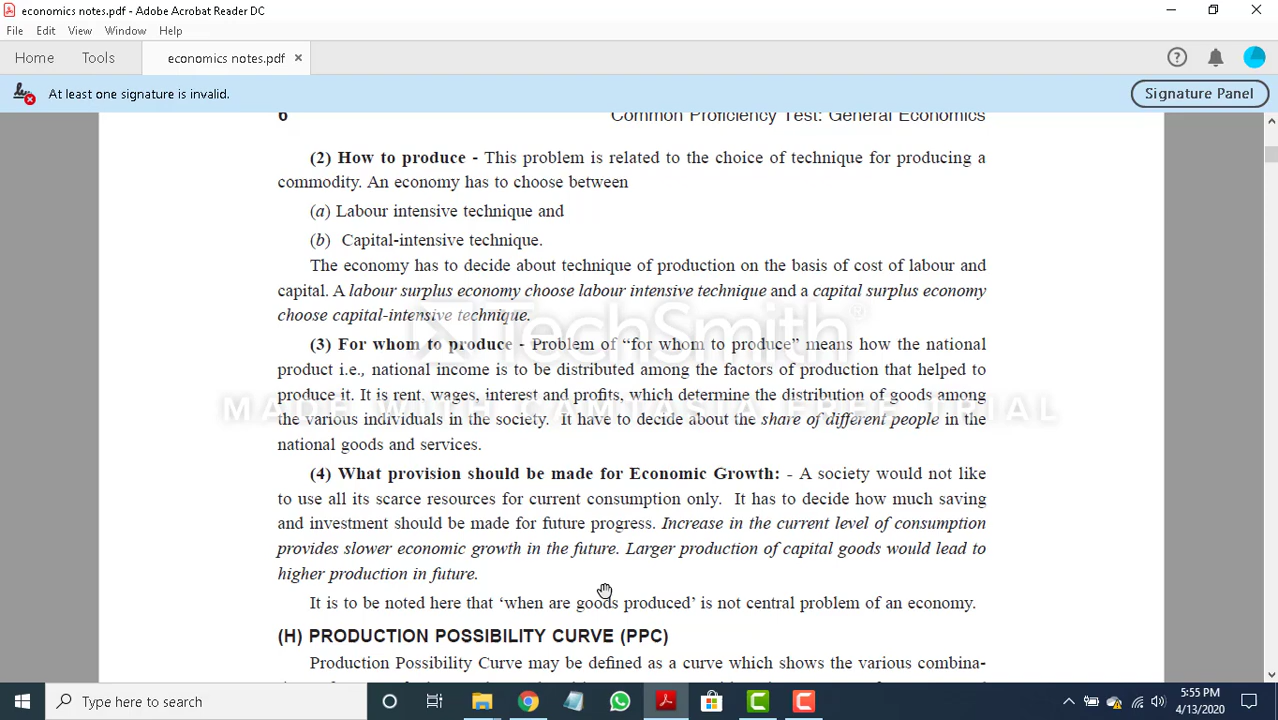 economics notes.pdf - Adobe Acrobat Reader DC
File Edit View Window Help
Home Tools economics notes.pdf ×
At least one signature is invalid. Signature Panel
6 Common Proficiency Test: General Economics
(2) How to produce - This problem is related to the choice of technique for producing a
commodity. An economy has to choose between
(a) Labour intensive technique and
(b) Capital-intensive technique.
The economy has to decide about technique of production on the basis of cost of labour and
capital. A labour surplus economy choose labour intensive technique and a capital surplus economy
choose capital-intensive technique.
TechSmith®
(3) For whom to produce - Problem of “for whom to produce” means how the national
product i.e., national income is to be distributed among the factors of production that helped to
produce it. It is rent, wages, interest and profits, which determine the distribution of goods among
MADE WITH CAMTASIA FREE TRIAL
the various individuals in the society. It have to decide about the share of different people in the
national goods and services.
(4) What provision should be made for Economic Growth: - A society would not like
to use all its scarce resources for current consumption only. It has to decide how much saving
and investment should be made for future progress. Increase in the current level of consumption
provides slower economic growth in the future. Larger production of capital goods would lead to
higher production in future.
It is to be noted here that ‘when are goods produced’ is not central problem of an economy.
(H) PRODUCTION POSSIBILITY CURVE (PPC)
Production Possibility Curve may be defined as a curve which shows the various combina-
Type here to search
5:55 PM
4/13/2020